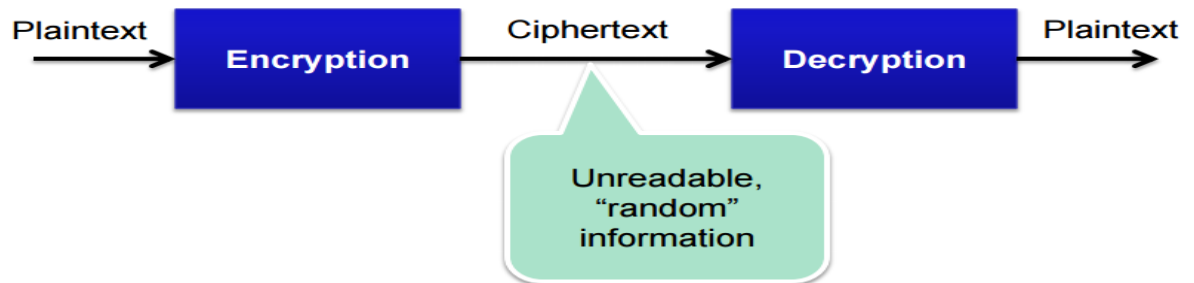 Plaintext
Encryption
Ciphertext
Decryption
Plaintext
Unreadable,
“random”
information